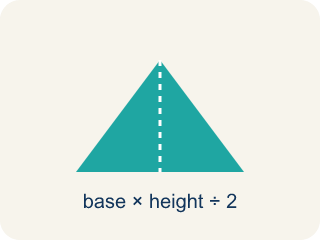 base × height ÷ 2